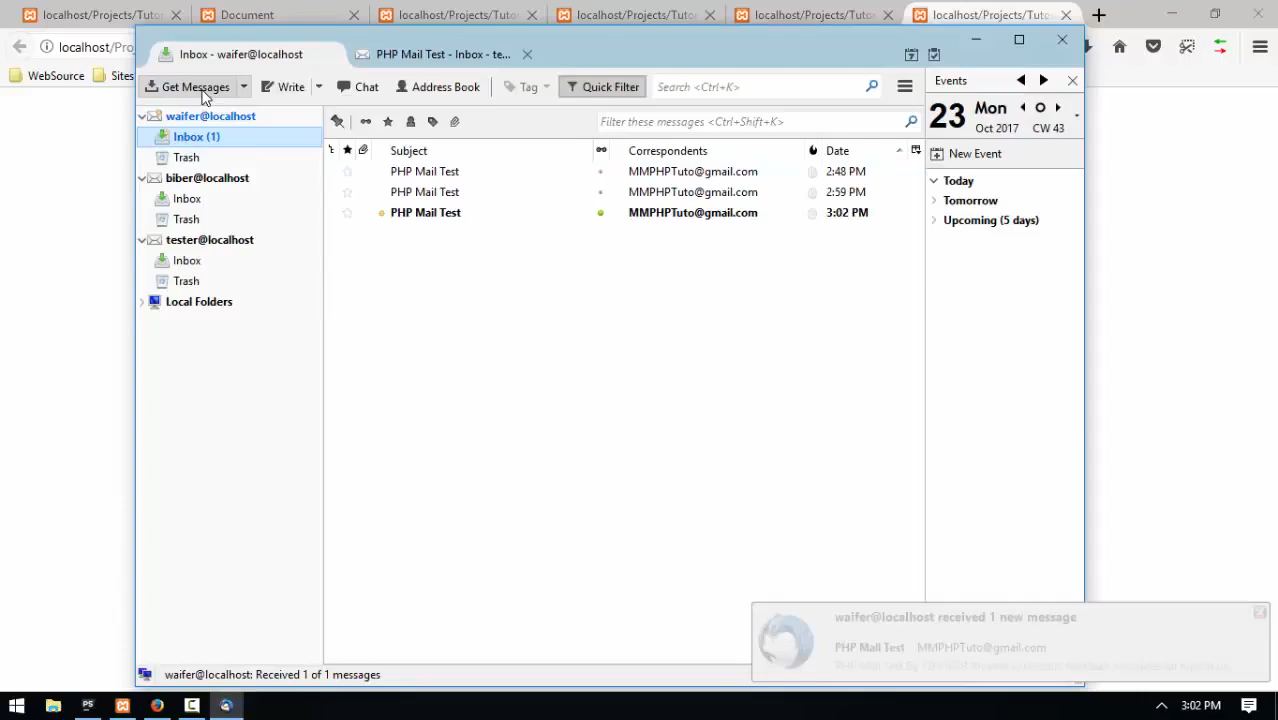 localhost/Projects/Tuto
Document
localhost/Projects/Tuto
localhost/Projects/Tuto
localhost/Projects/Tuto
localhost/Projects/Tuto
localhost/Pro
WebSource
Sites
Inbox - waifer@localhost
PHP Mail Test - Inbox - te...
Get Messages
Write
Chat
Address Book
Tag
Quick Filter
Search <Ctrl+K>
Events
23
Mon
Oct 2017
CW 43
New Event
Today
Tomorrow
Upcoming (5 days)
waifer@localhost
Inbox (1)
Trash
biber@localhost
Inbox
Trash
tester@localhost
Inbox
Trash
Local Folders
Filter these messages <Ctrl+Shift+K>
Subject
Correspondents
Date
PHP Mail Test
MMPHPTuto@gmail.com
2:48 PM
PHP Mail Test
MMPHPTuto@gmail.com
2:59 PM
PHP Mail Test
MMPHPTuto@gmail.com
3:02 PM
waifer@localhost received 1 new message
PHP Mail Test
MMPHPTuto@gmail.com
waifer@localhost: Received 1 of 1 messages
PS
3:02 PM